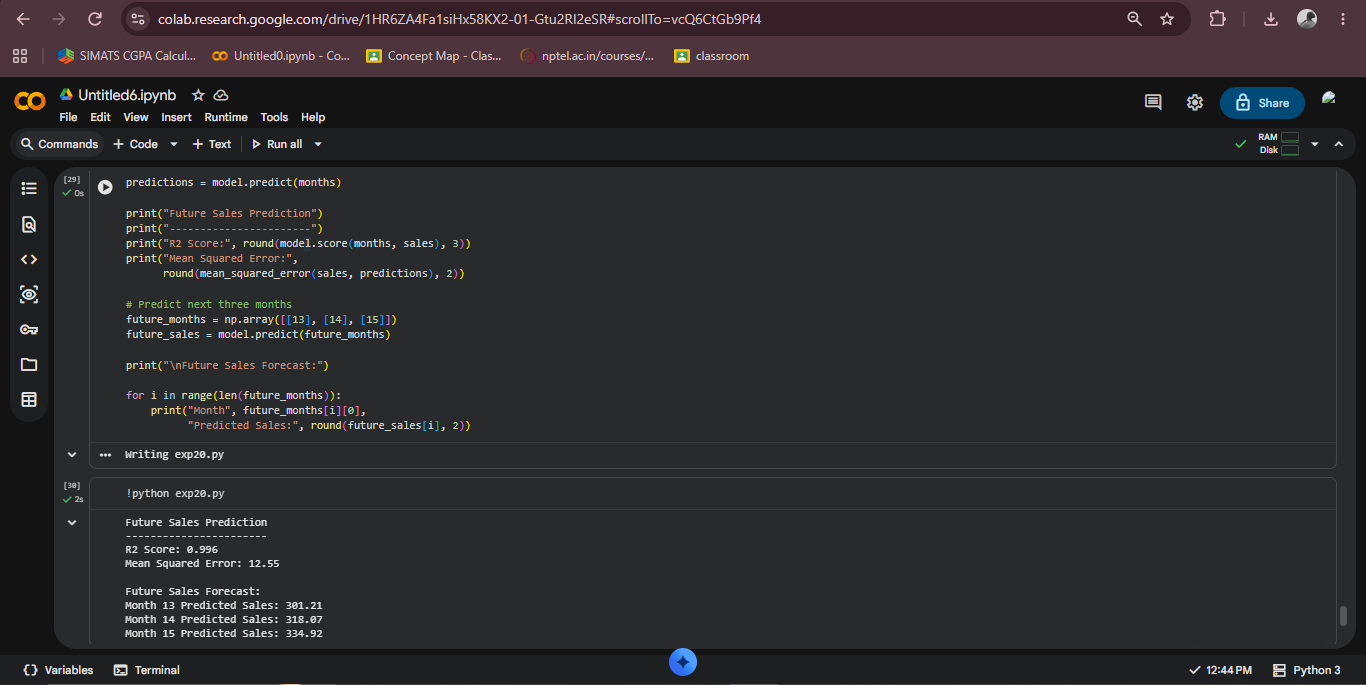 colab.research.google.com/drive/1HR6ZA4Fa1siHx58KX2-01-Gtu2Rl2eSR#scrollTo=vcQ6CtGb9Pf4
SIMATS CGPA Calcul... Untitled0.ipynb - Co... Concept Map - Clas... nptel.ac.in/courses/... classroom
Untitled6.ipynb
File Edit View Insert Runtime Tools Help
Share
Commands + Code + Text Run all
RAM
Disk
[29]
0s
predictions = model.predict(months)
print("Future Sales Prediction")
print("-----------------------")
print("R2 Score:", round(model.score(months, sales), 3))
print("Mean Squared Error:",
round(mean_squared_error(sales, predictions), 2))
# Predict next three months
future_months = np.array([[13], [14], [15]])
future_sales = model.predict(future_months)
print("\nFuture Sales Forecast:")
for i in range(len(future_months)):
print("Month", future_months[i][0],
"Predicted Sales:", round(future_sales[i], 2))
Writing exp20.py
[30]
2s
!python exp20.py
Future Sales Prediction
-----------------------
R2 Score: 0.996
Mean Squared Error: 12.55
Future Sales Forecast:
Month 13 Predicted Sales: 301.21
Month 14 Predicted Sales: 318.07
Month 15 Predicted Sales: 334.92
Variables Terminal 12:44 PM Python 3